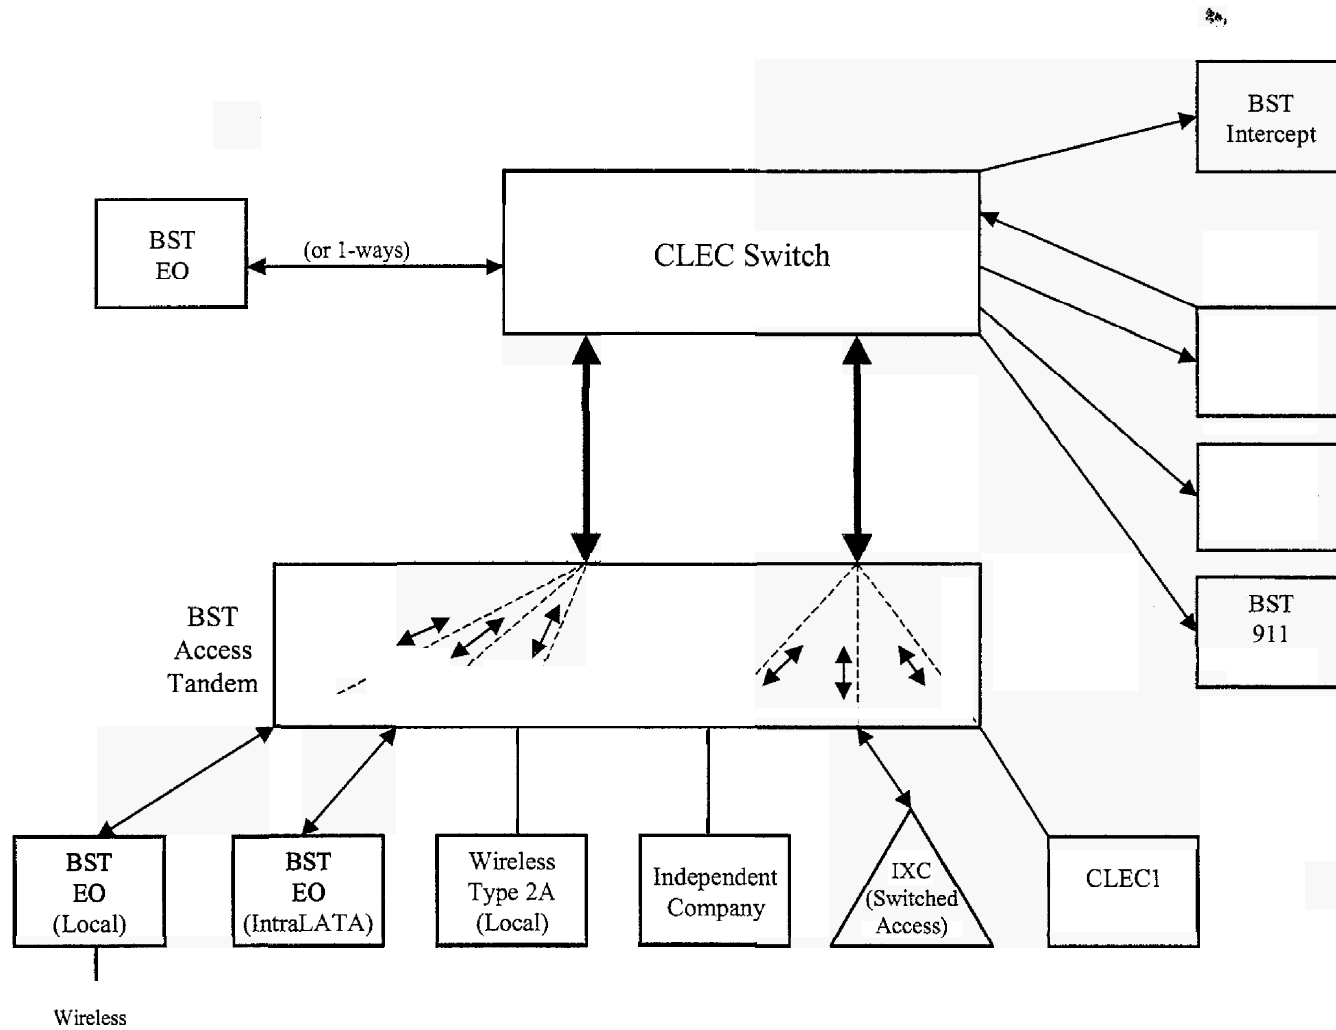 BST
Intercept
BST
EO
(or 1-ways)
CLEC Switch
BST
Access
Tandem
BST
911
BST
EO
(Local)
BST
EO
(IntraLATA)
Wireless
Type 2A
(Local)
Independent
Company
IXC
(Switched
Access)
CLEC1
Wireless